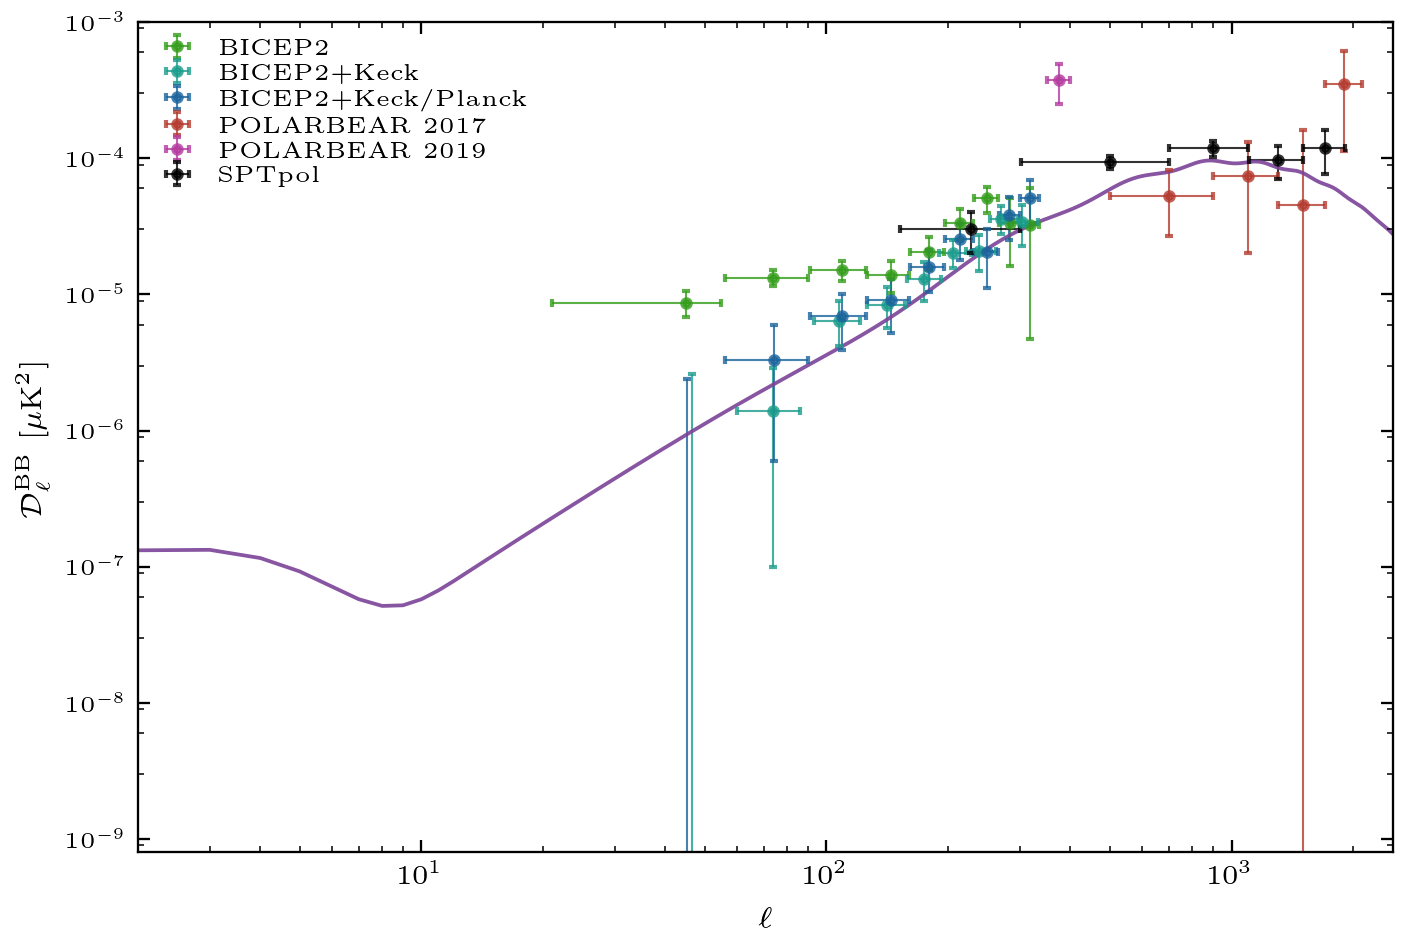 10⁻³
10⁻⁴
10⁻⁵
10⁻⁶
10⁻⁷
10⁻⁸
10⁻⁹
𝒟_ℓ^BB [μK²]
BICEP2
BICEP2+Keck
BICEP2+Keck/Planck
POLARBEAR 2017
POLARBEAR 2019
SPTpol
10¹
10²
10³
ℓ